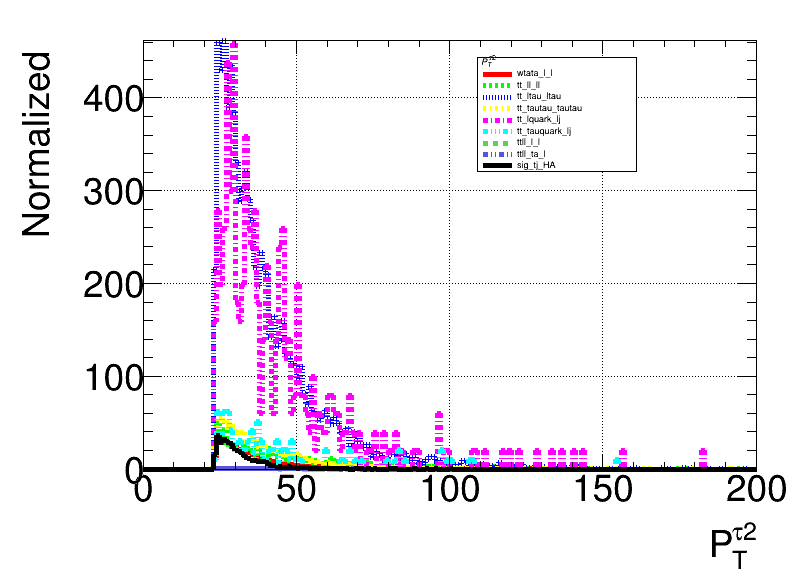 Normalized
400
300
200
100
0
0 50 100 150 200
P_T^τ2
P_T^τ2
wtata_l_l
tt_ll_ll
tt_ltau_ltau
tt_tautau_tautau
tt_lquark_lj
tt_tauquark_lj
ttll_l_l
ttll_ta_l
sig_tj_HA